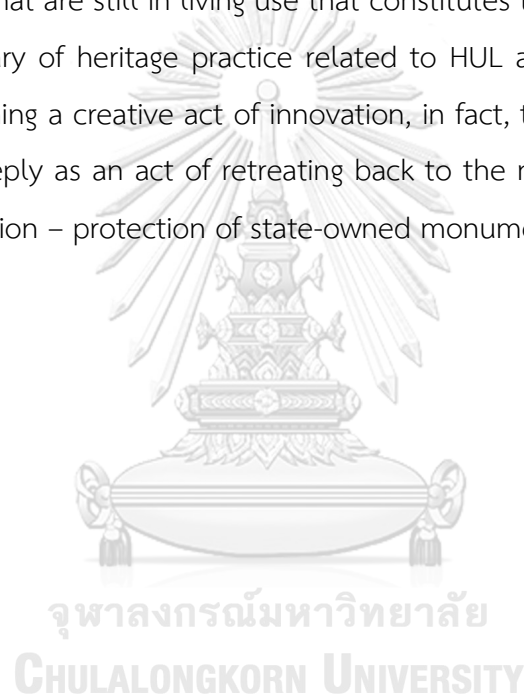 hat are still in living use that constitutes t
ry of heritage practice related to HUL a
ing a creative act of innovation, in fact, t
eply as an act of retreating back to the r
ion – protection of state-owned monume
จุฬาลงกรณ์มหาวิทยาลัย
CHULALONGKORN UNIVERSITY